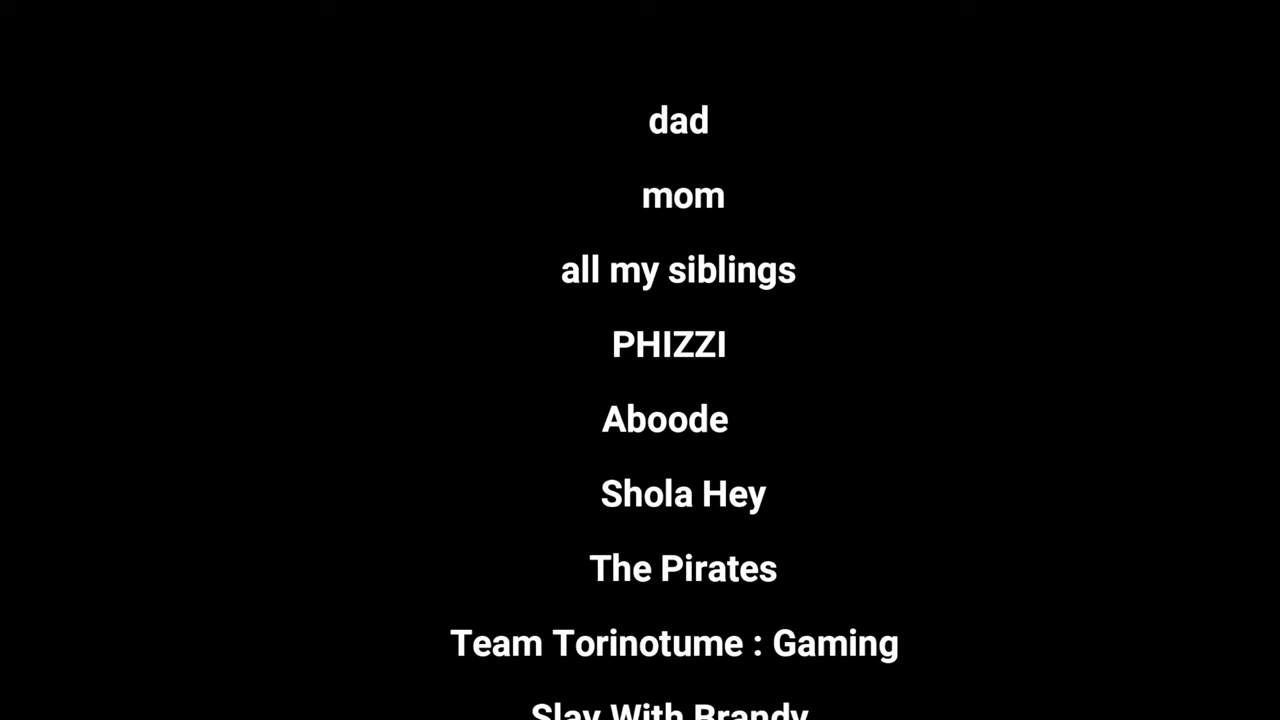 dad
mom
all my siblings
PHIZZI
Aboode
Shola Hey
The Pirates
Team Torinotume : Gaming
Slay With Brandy